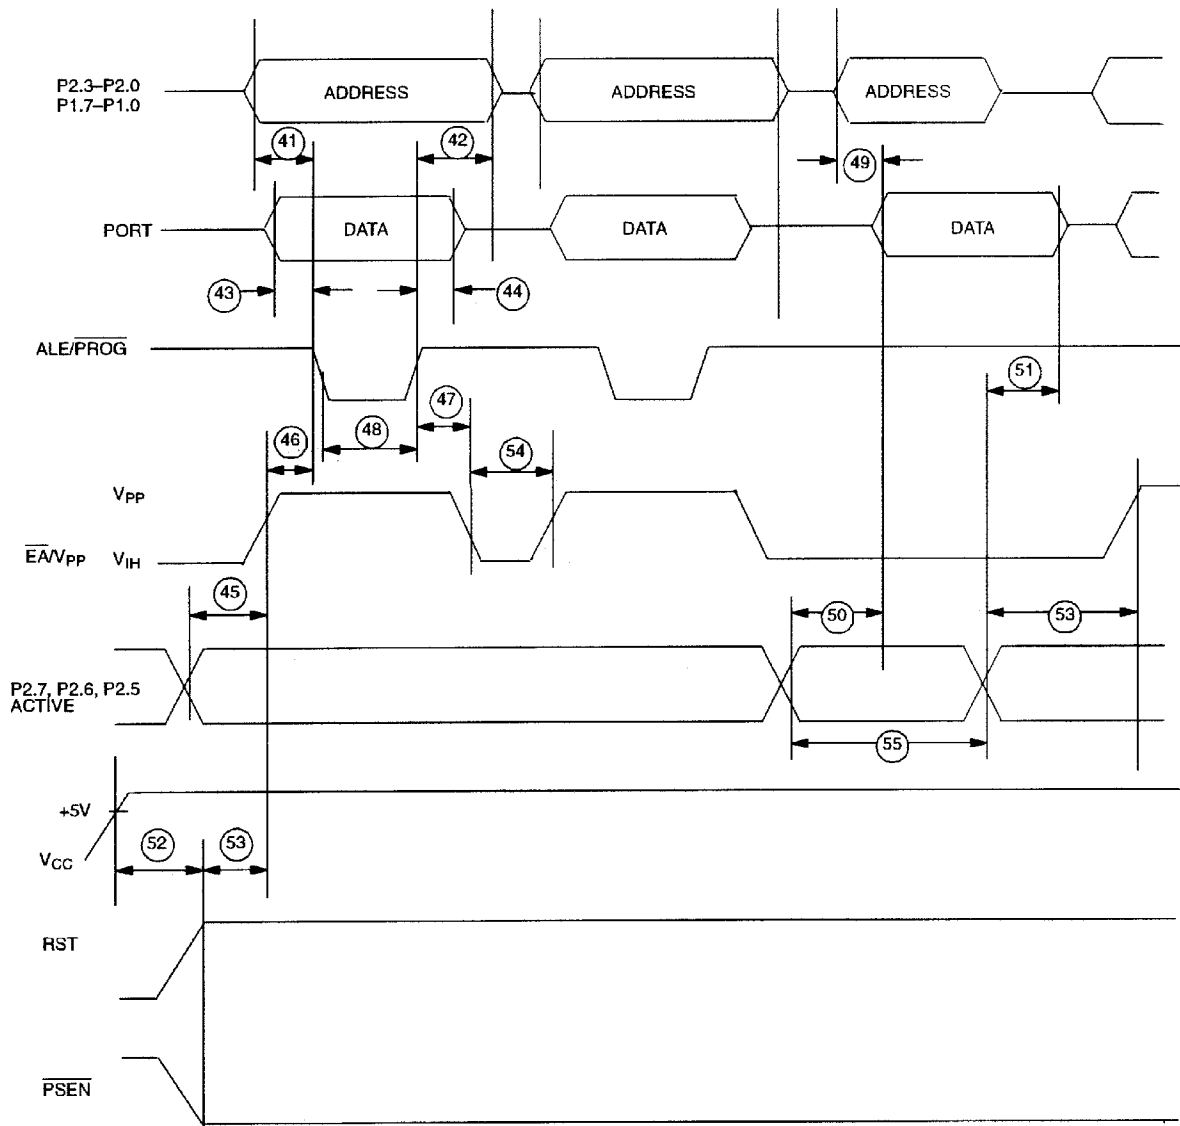 P2.3–P2.0
P1.7–P1.0
ADDRESS
ADDRESS
ADDRESS
41
42
49
PORT
DATA
DATA
DATA
43
44
ALE/PROG
51
47
48
46
54
VPP
EA/VPP
VIH
45
50
53
P2.7, P2.6, P2.5
ACTIVE
55
+5V
52
53
VCC
RST
PSEN